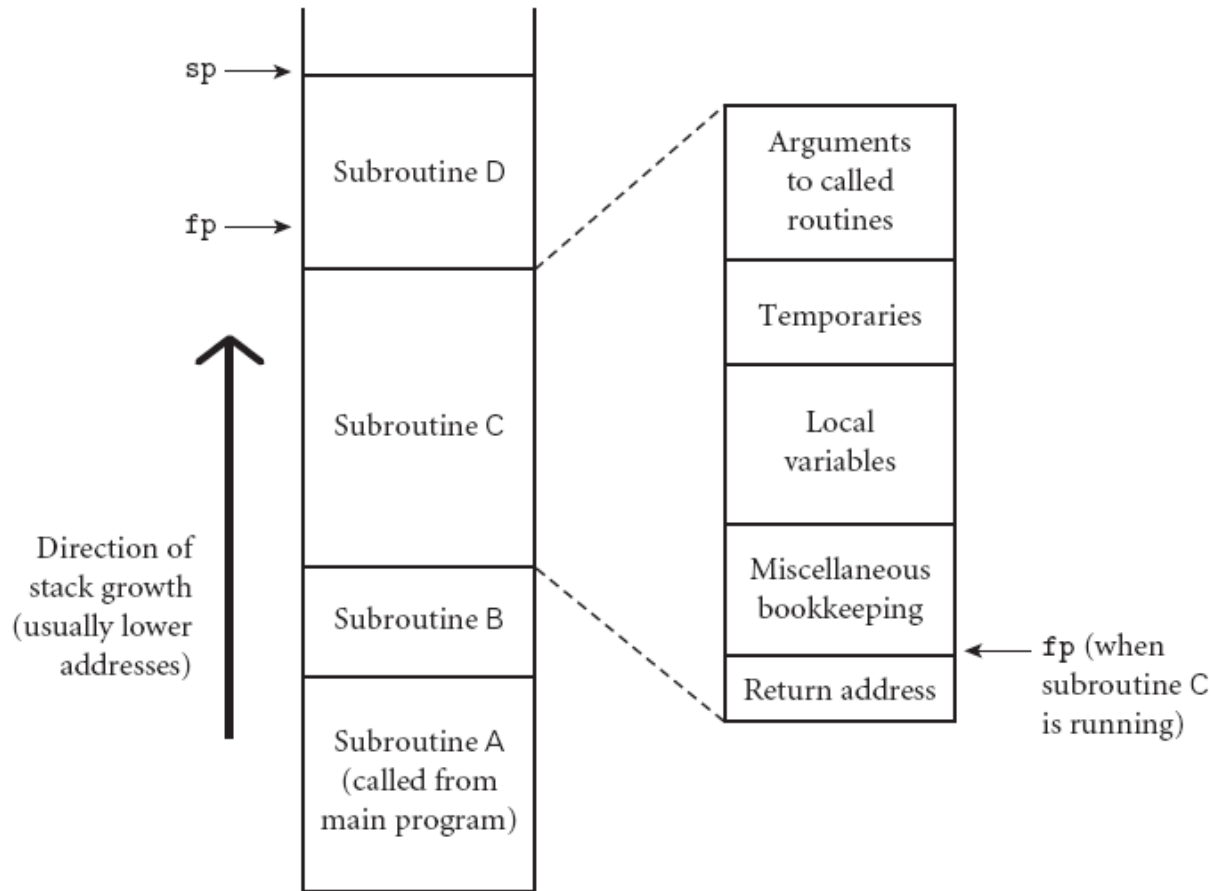 sp
Subroutine D
fp
Subroutine C
Direction of
stack growth
(usually lower
addresses)
Subroutine B
Subroutine A
(called from
main program)
Arguments
to called
routines
Temporaries
Local
variables
Miscellaneous
bookkeeping
Return address
fp (when
subroutine C
is running)